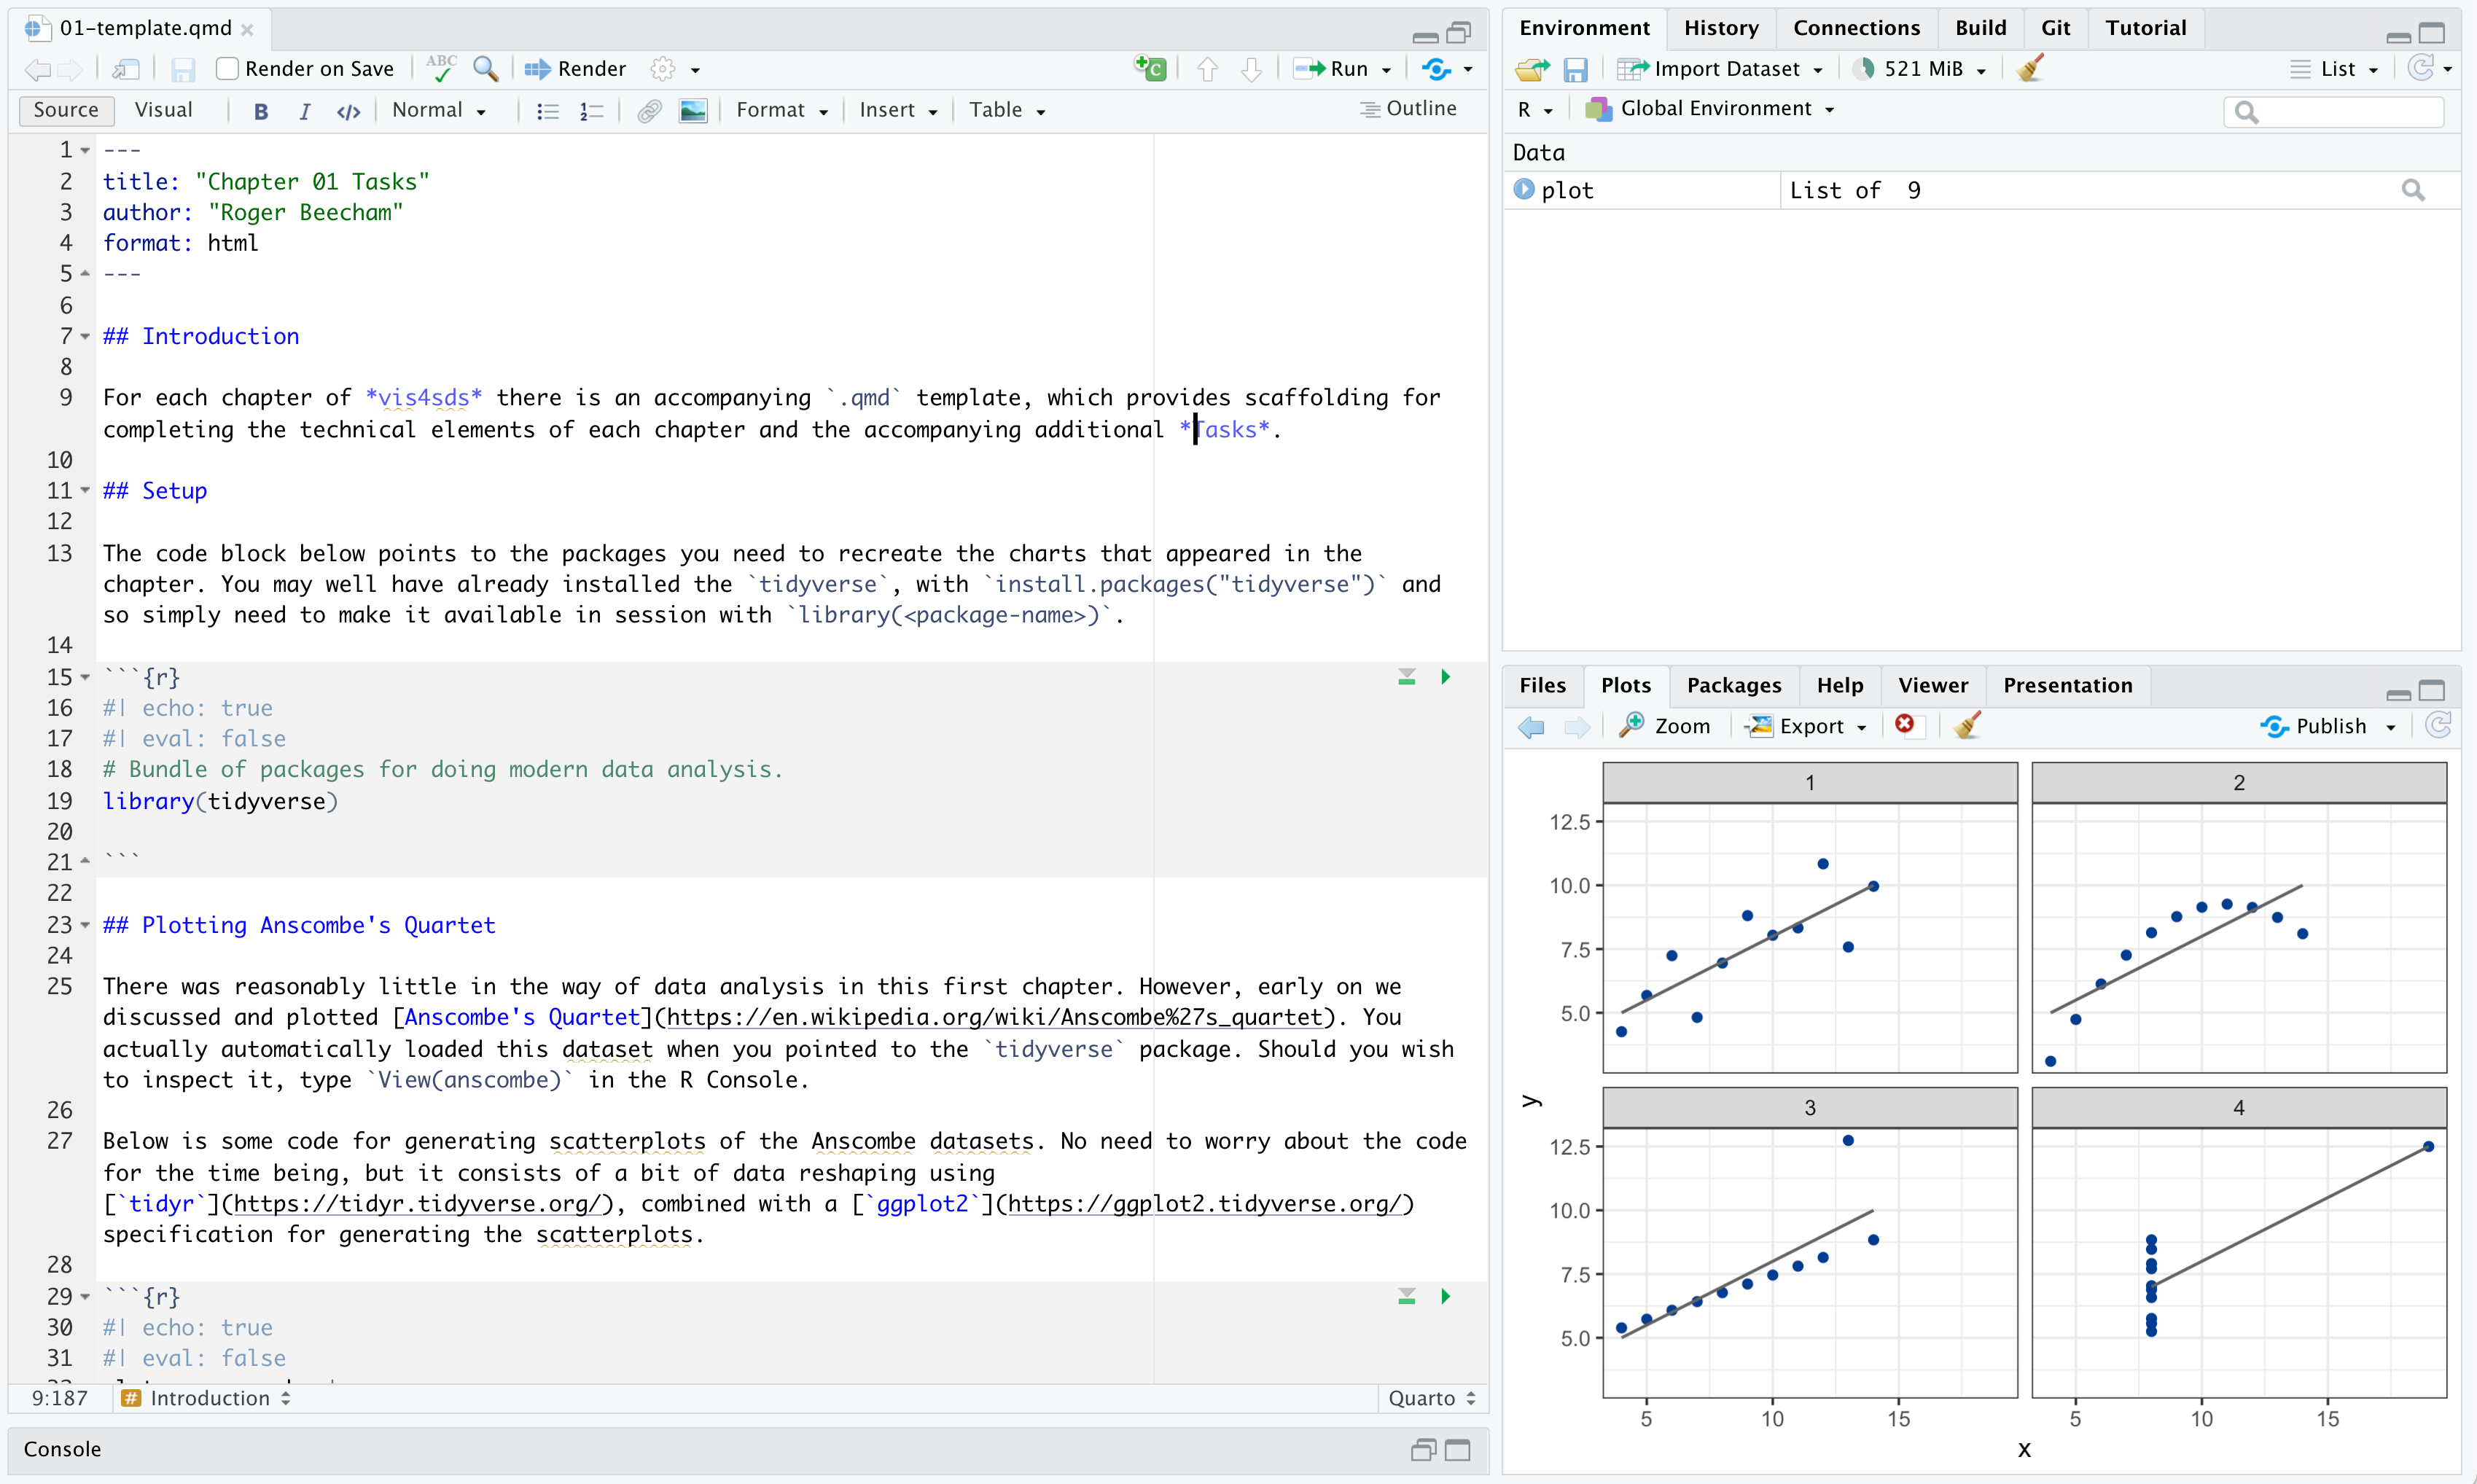 01-template.qmd
Render on Save
ABC
Render
Run
Source Visual B I </> Normal Format Insert Table Outline
1 ---
2 title: "Chapter 01 Tasks"
3 author: "Roger Beecham"
4 format: html
5 ---
6
7 ## Introduction
8
9 For each chapter of *vis4sds* there is an accompanying `.qmd` template, which provides scaffolding for
completing the technical elements of each chapter and the accompanying additional *Tasks*.
10
11 ## Setup
12
13 The code block below points to the packages you need to recreate the charts that appeared in the
chapter. You may well have already installed the `tidyverse`, with `install.packages("tidyverse")` and
so simply need to make it available in session with `library(<package-name>)`.
14
15 ```{r}
16 #| echo: true
17 #| eval: false
18 # Bundle of packages for doing modern data analysis.
19 library(tidyverse)
20
21 ```
22
23 ## Plotting Anscombe's Quartet
24
25 There was reasonably little in the way of data analysis in this first chapter. However, early on we
discussed and plotted [Anscombe's Quartet](https://en.wikipedia.org/wiki/Anscombe%27s_quartet). You
actually automatically loaded this dataset when you pointed to the `tidyverse` package. Should you wish
to inspect it, type `View(anscombe)` in the R Console.
26
27 Below is some code for generating scatterplots of the Anscombe datasets. No need to worry about the code
for the time being, but it consists of a bit of data reshaping using
[`tidyr`](https://tidyr.tidyverse.org/), combined with a [`ggplot2`](https://ggplot2.tidyverse.org/)
specification for generating the scatterplots.
28
29 ```{r}
30 #| echo: true
31 #| eval: false
9:187 # Introduction Quarto
Console
Environment History Connections Build Git Tutorial
Import Dataset 521 MiB List
R Global Environment
Data
plot List of 9
Files Plots Packages Help Viewer Presentation
Zoom Export Publish
1 2
12.5
10.0
7.5
5.0
y
3 4
12.5
10.0
7.5
5.0
5 10 15 5 10 15
x